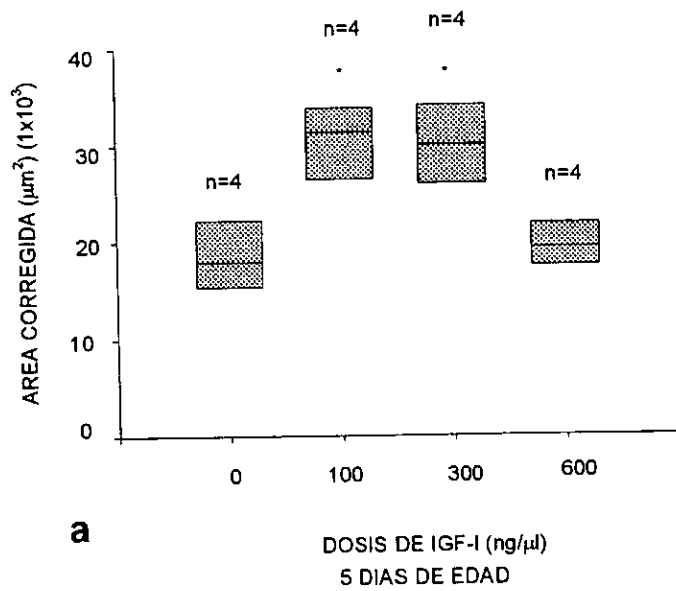 n=4
n=4
40
30
n=4
n=4
20
10
0
AREA CORREGIDA (μm²) (1x10³)
0 100 300 600
a
DOSIS DE IGF-I (ng/μl)
5 DIAS DE EDAD